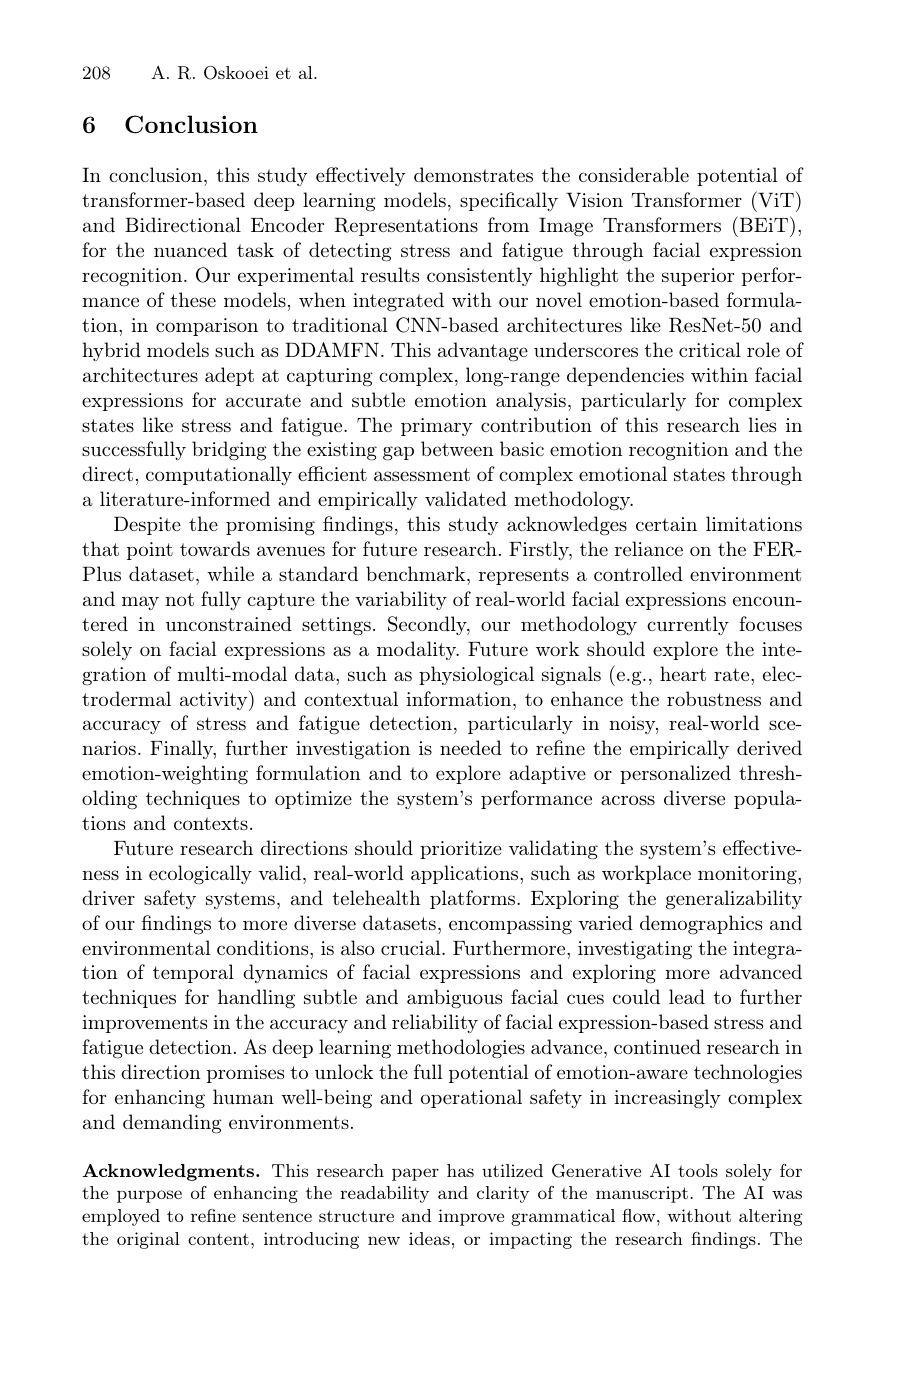 208 A. R. Oskooei et al.
6 Conclusion
In conclusion, this study effectively demonstrates the considerable potential of
transformer-based deep learning models, specifically Vision Transformer (ViT)
and Bidirectional Encoder Representations from Image Transformers (BEiT),
for the nuanced task of detecting stress and fatigue through facial expression
recognition. Our experimental results consistently highlight the superior perfor-
mance of these models, when integrated with our novel emotion-based formula-
tion, in comparison to traditional CNN-based architectures like ResNet-50 and
hybrid models such as DDAMFN. This advantage underscores the critical role of
architectures adept at capturing complex, long-range dependencies within facial
expressions for accurate and subtle emotion analysis, particularly for complex
states like stress and fatigue. The primary contribution of this research lies in
successfully bridging the existing gap between basic emotion recognition and the
direct, computationally efficient assessment of complex emotional states through
a literature-informed and empirically validated methodology.
Despite the promising findings, this study acknowledges certain limitations
that point towards avenues for future research. Firstly, the reliance on the FER-
Plus dataset, while a standard benchmark, represents a controlled environment
and may not fully capture the variability of real-world facial expressions encoun-
tered in unconstrained settings. Secondly, our methodology currently focuses
solely on facial expressions as a modality. Future work should explore the inte-
gration of multi-modal data, such as physiological signals (e.g., heart rate, elec-
trodermal activity) and contextual information, to enhance the robustness and
accuracy of stress and fatigue detection, particularly in noisy, real-world sce-
narios. Finally, further investigation is needed to refine the empirically derived
emotion-weighting formulation and to explore adaptive or personalized thresh-
olding techniques to optimize the system's performance across diverse popula-
tions and contexts.
Future research directions should prioritize validating the system's effective-
ness in ecologically valid, real-world applications, such as workplace monitoring,
driver safety systems, and telehealth platforms. Exploring the generalizability
of our findings to more diverse datasets, encompassing varied demographics and
environmental conditions, is also crucial. Furthermore, investigating the integra-
tion of temporal dynamics of facial expressions and exploring more advanced
techniques for handling subtle and ambiguous facial cues could lead to further
improvements in the accuracy and reliability of facial expression-based stress and
fatigue detection. As deep learning methodologies advance, continued research in
this direction promises to unlock the full potential of emotion-aware technologies
for enhancing human well-being and operational safety in increasingly complex
and demanding environments.
Acknowledgments. This research paper has utilized Generative AI tools solely for
the purpose of enhancing the readability and clarity of the manuscript. The AI was
employed to refine sentence structure and improve grammatical flow, without altering
the original content, introducing new ideas, or impacting the research findings. The